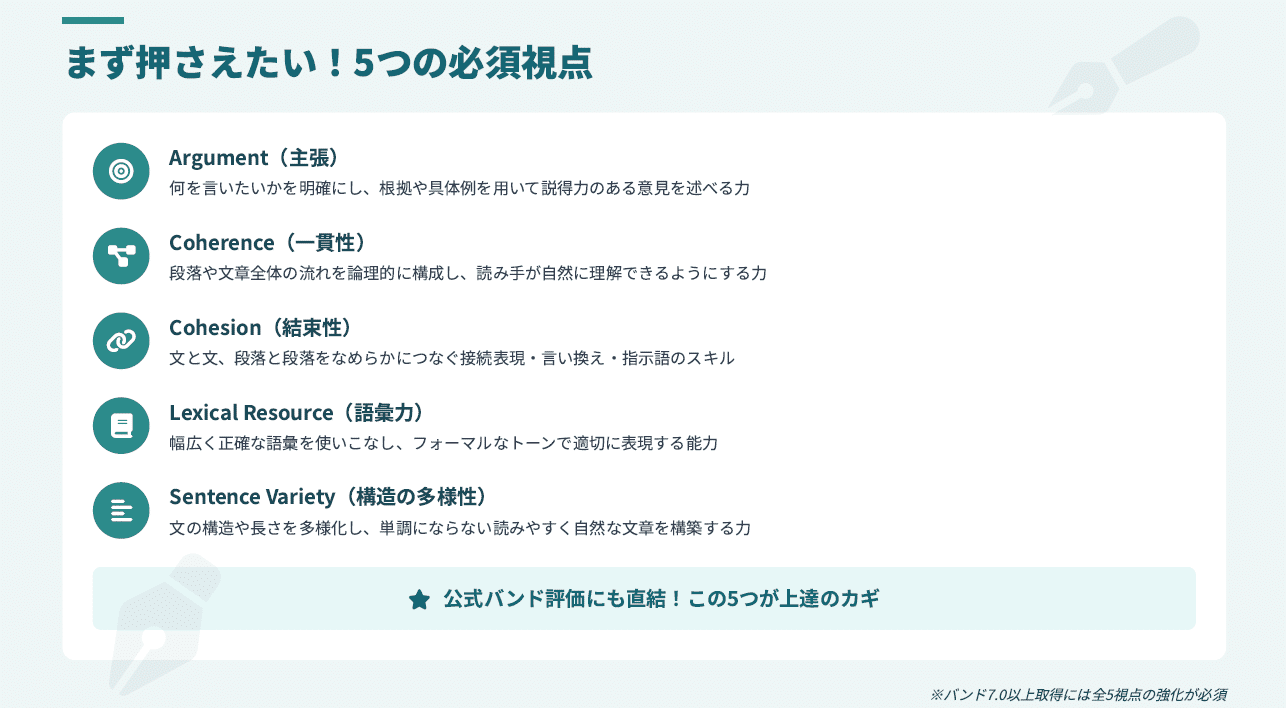 まず押さえたい！5つの必須視点
Argument（主張）
何を言いたいかを明確にし、根拠や具体例を用いて説得力のある意見を述べる力
Coherence（一貫性）
段落や文章全体の流れを論理的に構成し、読み手が自然に理解できるようにする力
Cohesion（結束性）
文と文、段落と段落をなめらかにつなぐ接続表現・言い換え・指示語のスキル
Lexical Resource（語彙力）
幅広く正確な語彙を使いこなし、フォーマルなトーンで適切に表現する能力
Sentence Variety（構造の多様性）
文の構造や長さを多様化し、単調にならない読みやすく自然な文章を構築する力
公式バンド評価にも直結！この5つが上達のカギ
※バンド7.0以上取得には全5視点の強化が必須